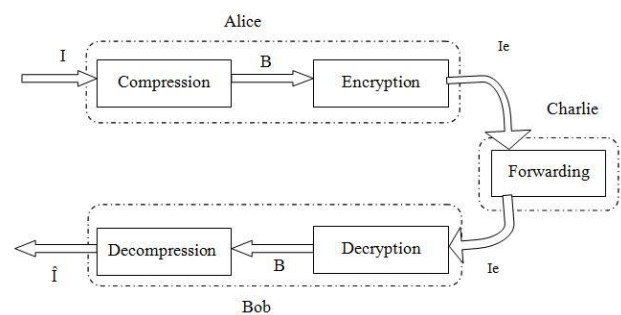 Alice
I
Compression
B
Encryption
Ie
Charlie
Forwarding
Ie
Decryption
B
Decompression
Î
Bob